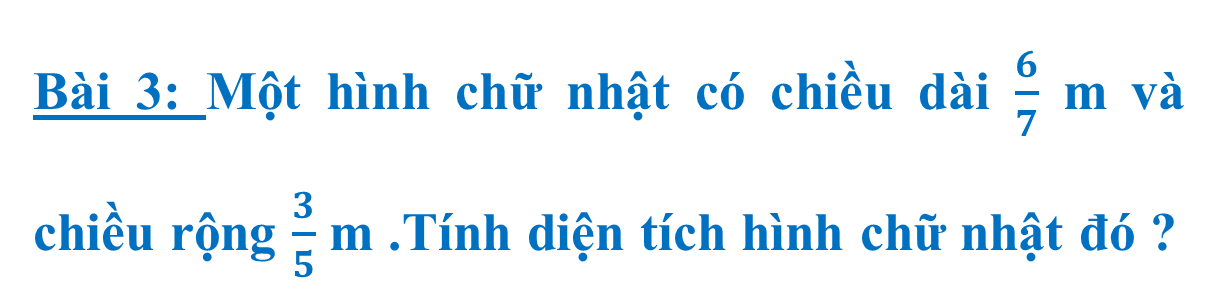 Bài 3: Một hình chữ nhật có chiều dài 6/7 m và
chiều rộng 3/5 m .Tính diện tích hình chữ nhật đó ?